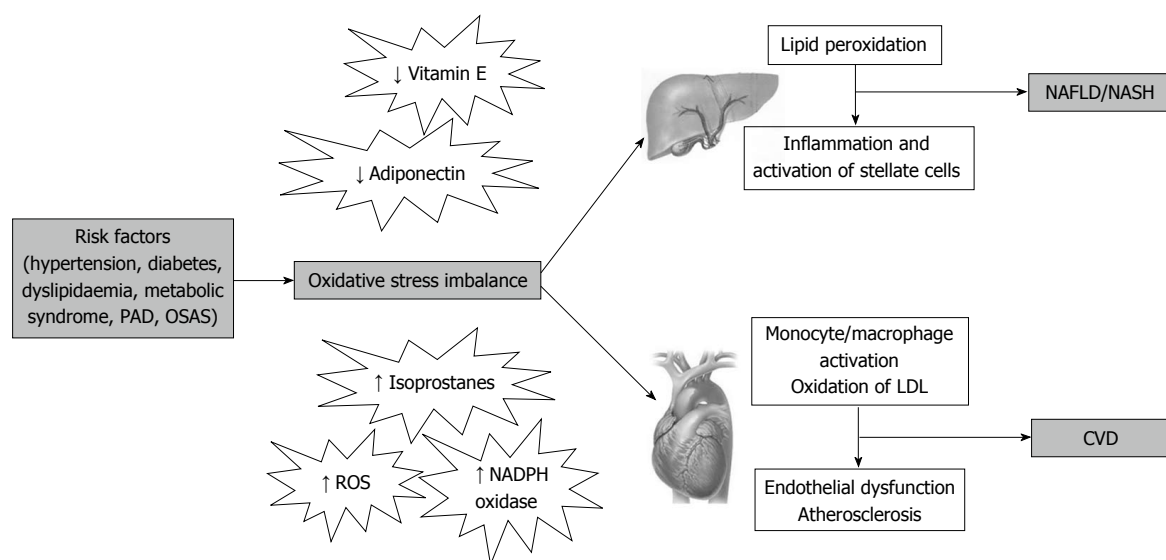 ↓ Vitamin E
↓ Adiponectin
Risk factors
(hypertension, diabetes,
dyslipidaemia, metabolic
syndrome, PAD, OSAS)
Oxidative stress imbalance
↑ Isoprostanes
↑ ROS
↑ NADPH
oxidase
Lipid peroxidation
NAFLD/NASH
Inflammation and
activation of stellate cells
Monocyte/macrophage
activation
Oxidation of LDL
CVD
Endothelial dysfunction
Atherosclerosis